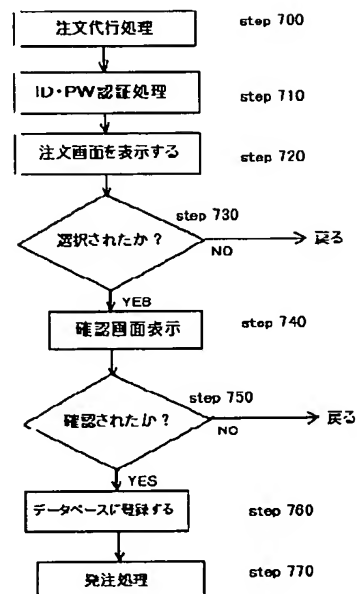 注文代行処理 step 700
ID・PW認証処理 step 710
注文画面を表示する step 720
step 730
選択されたか？ 戻る
NO
YES
確認画面表示 step 740
step 750
確認されたか？ 戻る
NO
YES
データベースに登録する step 760
発注処理 step 770